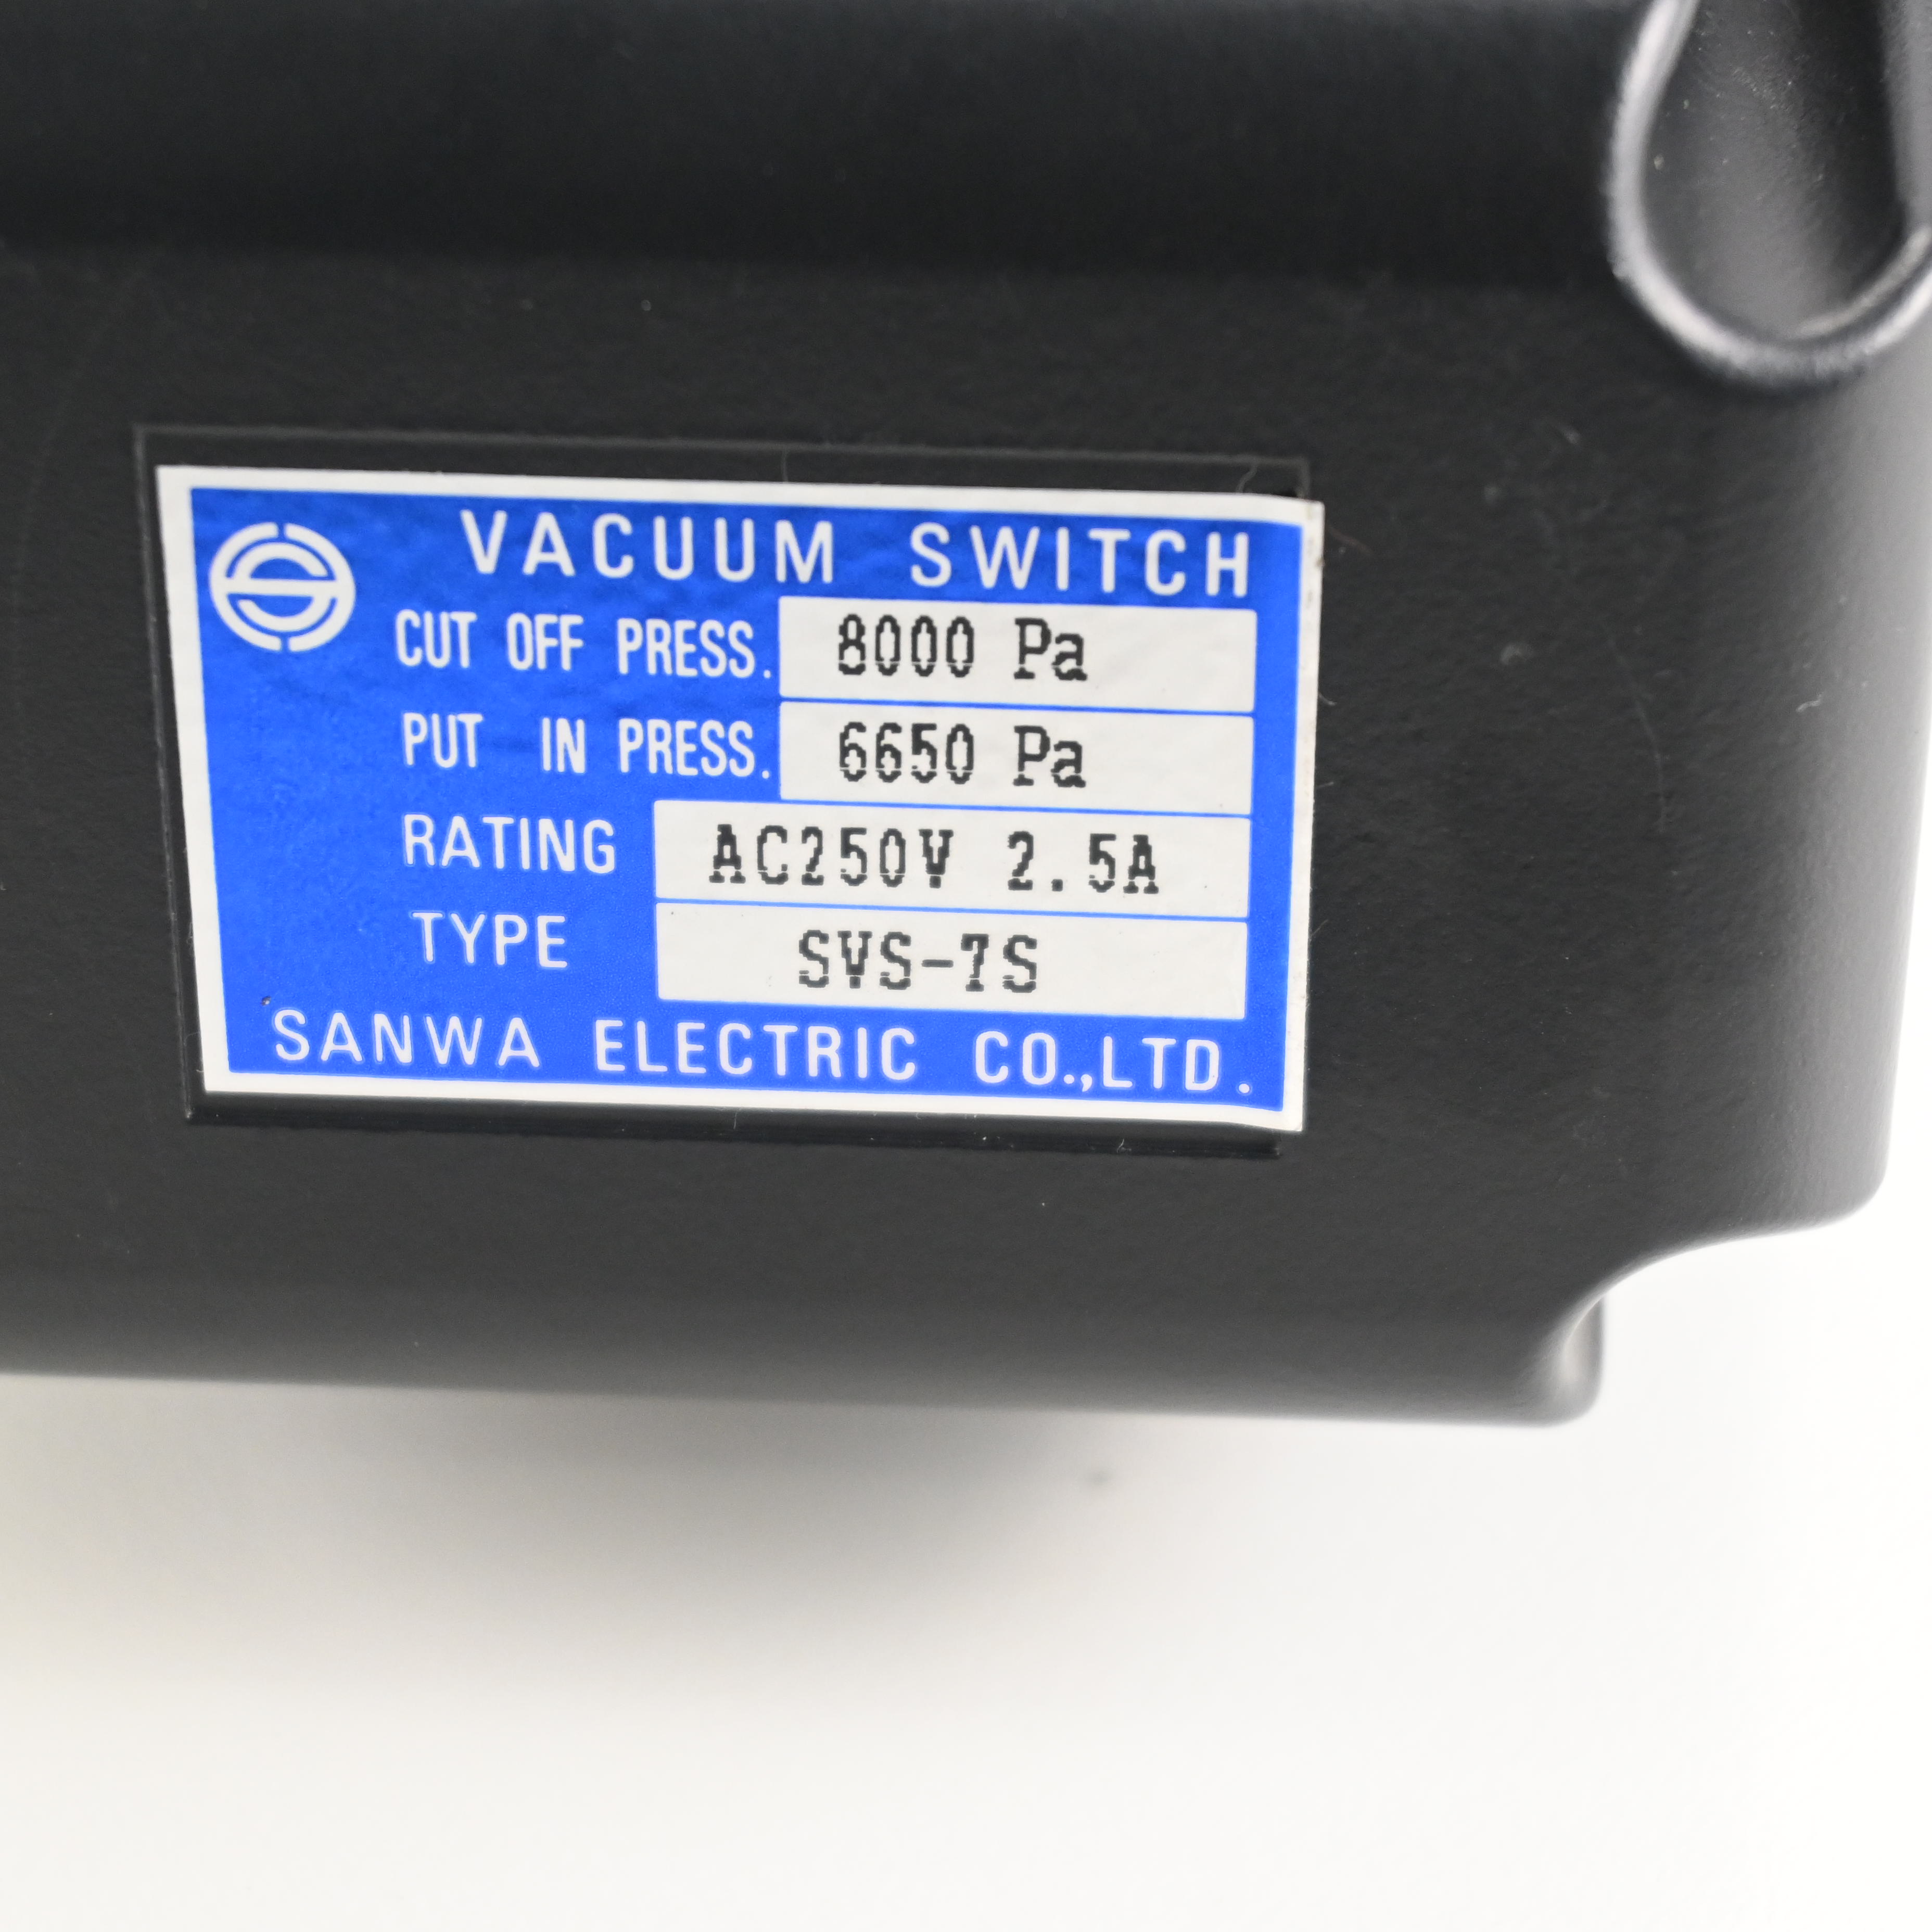 VACUUM SWITCH
CUT OFF PRESS. 8000 Pa
PUT IN PRESS. 6650 Pa
RATING AC250V 2.5A
TYPE SVS-7S
SANWA ELECTRIC CO.,LTD.